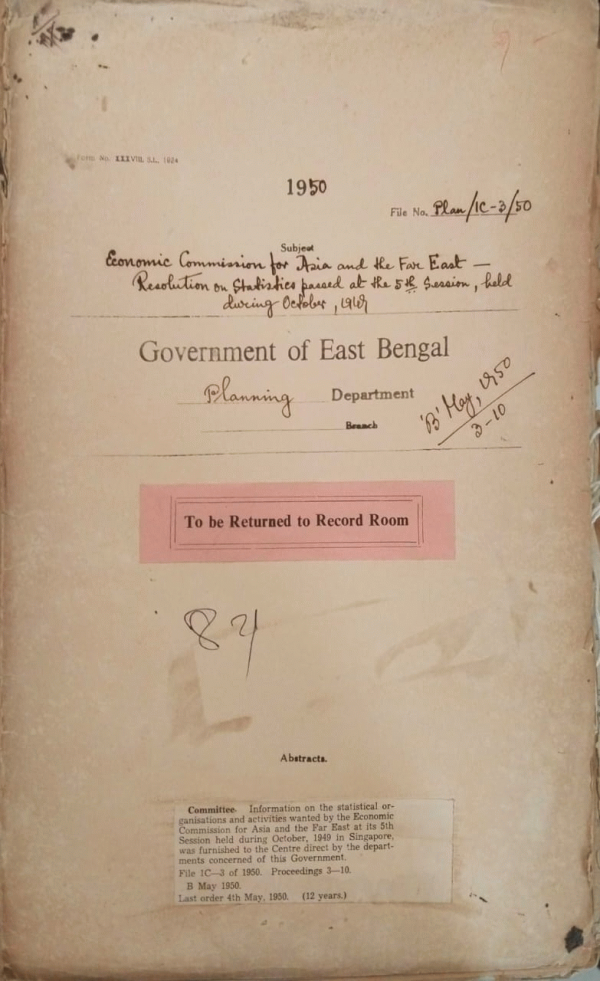 Form No. XXXVIII, S.L. 1924
1950
File No. Plan/1C-3/50
Subject
Economic Commission for Asia and the Far East —
Resolution on Statistics passed at the 5th Session, held
during October, 1949
Government of East Bengal
Planning Department
Branch
'B' May, 1950
3-10
To be Returned to Record Room
Abstracts.
Committee. Information on the statistical or-
ganisations and activities wanted by the Economic
Commission for Asia and the Far East at its 5th
Session held during October, 1949 in Singapore,
was furnished to the Centre direct by the depart-
ments concerned of this Government.
File 1C—3 of 1950. Proceedings 3—10.
B May 1950.
Last order 4th May, 1950. (12 years.)